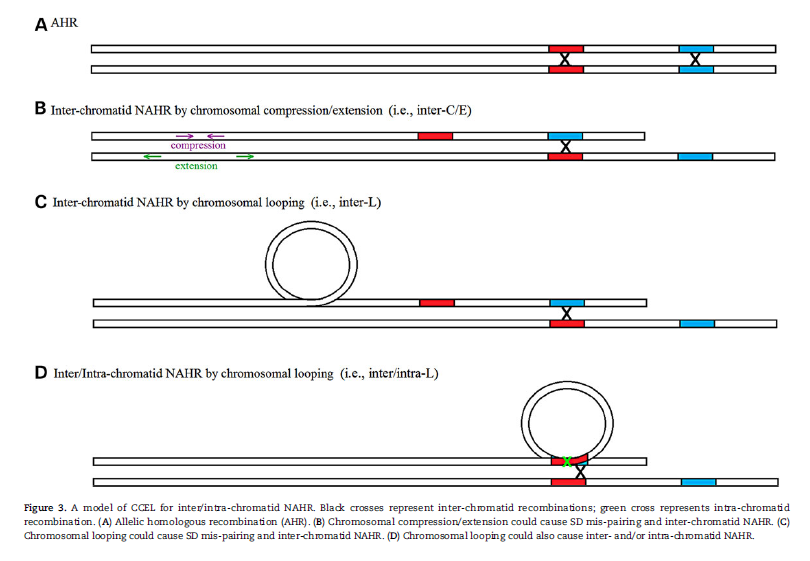 A AHR
B Inter-chromatid NAHR by chromosomal compression/extension (i.e., inter-C/E)
compression
extension
C Inter-chromatid NAHR by chromosomal looping (i.e., inter-L)
D Inter/Intra-chromatid NAHR by chromosomal looping (i.e., inter/intra-L)
Figure 3. A model of CCEL for inter/intra-chromatid NAHR. Black crosses represent inter-chromatid recombinations; green cross represents intra-chromatid
recombination. (A) Allelic homologous recombination (AHR). (B) Chromosomal compression/extension could cause SD mis-pairing and inter-chromatid NAHR. (C)
Chromosomal looping could cause SD mis-pairing and inter-chromatid NAHR. (D) Chromosomal looping could also cause inter- and/or intra-chromatid NAHR.